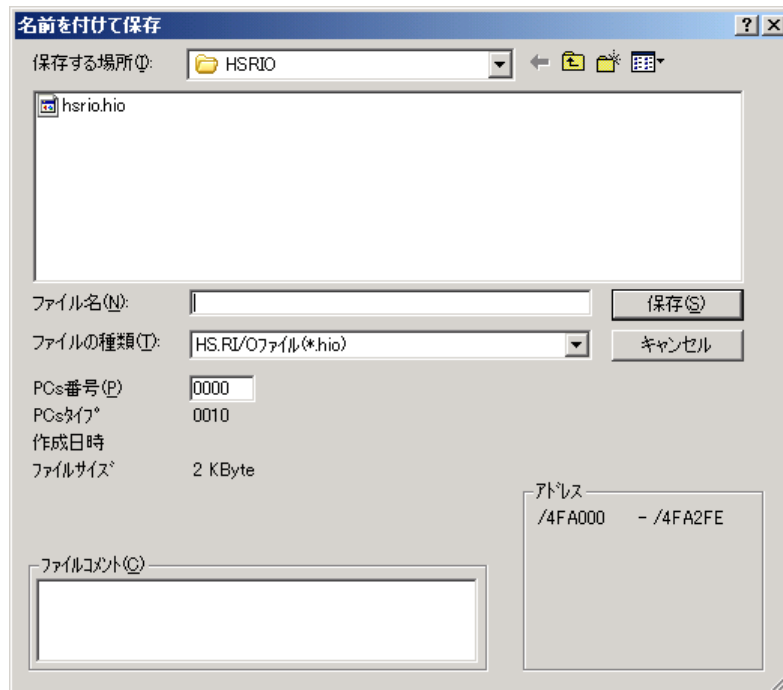 名前を付けて保存
保存する場所(I): HSRIO
hsrio.hio
ファイル名(N): 保存(S)
ファイルの種類(T): HS.RI/Oファイル(*.hio) キャンセル
PCs番号(P) 0000
PCsタイプ 0010
作成日時
ファイルサイズ 2 KByte
アドレス
/4FA000 - /4FA2FE
ファイルコメント(C)